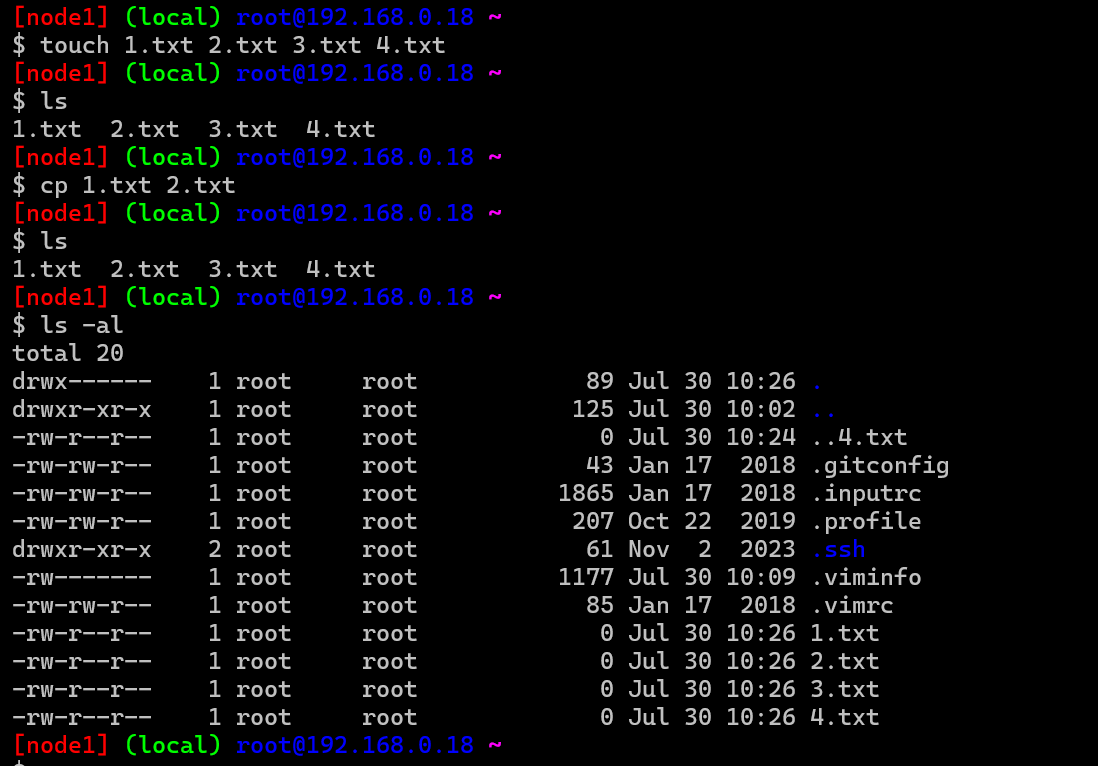 [node1] (local) root@192.168.0.18 ~
$ touch 1.txt 2.txt 3.txt 4.txt
[node1] (local) root@192.168.0.18 ~
$ ls
1.txt  2.txt  3.txt  4.txt
[node1] (local) root@192.168.0.18 ~
$ cp 1.txt 2.txt
[node1] (local) root@192.168.0.18 ~
$ ls
1.txt  2.txt  3.txt  4.txt
[node1] (local) root@192.168.0.18 ~
$ ls -al
total 20
drwx------    1 root     root            89 Jul 30 10:26 .
drwxr-xr-x    1 root     root           125 Jul 30 10:02 ..
-rw-r--r--    1 root     root             0 Jul 30 10:24 ..4.txt
-rw-rw-r--    1 root     root            43 Jan 17  2018 .gitconfig
-rw-rw-r--    1 root     root          1865 Jan 17  2018 .inputrc
-rw-rw-r--    1 root     root           207 Oct 22  2019 .profile
drwxr-xr-x    2 root     root            61 Nov  2  2023 .ssh
-rw-------    1 root     root          1177 Jul 30 10:09 .viminfo
-rw-rw-r--    1 root     root            85 Jan 17  2018 .vimrc
-rw-r--r--    1 root     root             0 Jul 30 10:26 1.txt
-rw-r--r--    1 root     root             0 Jul 30 10:26 2.txt
-rw-r--r--    1 root     root             0 Jul 30 10:26 3.txt
-rw-r--r--    1 root     root             0 Jul 30 10:26 4.txt
[node1] (local) root@192.168.0.18 ~
$